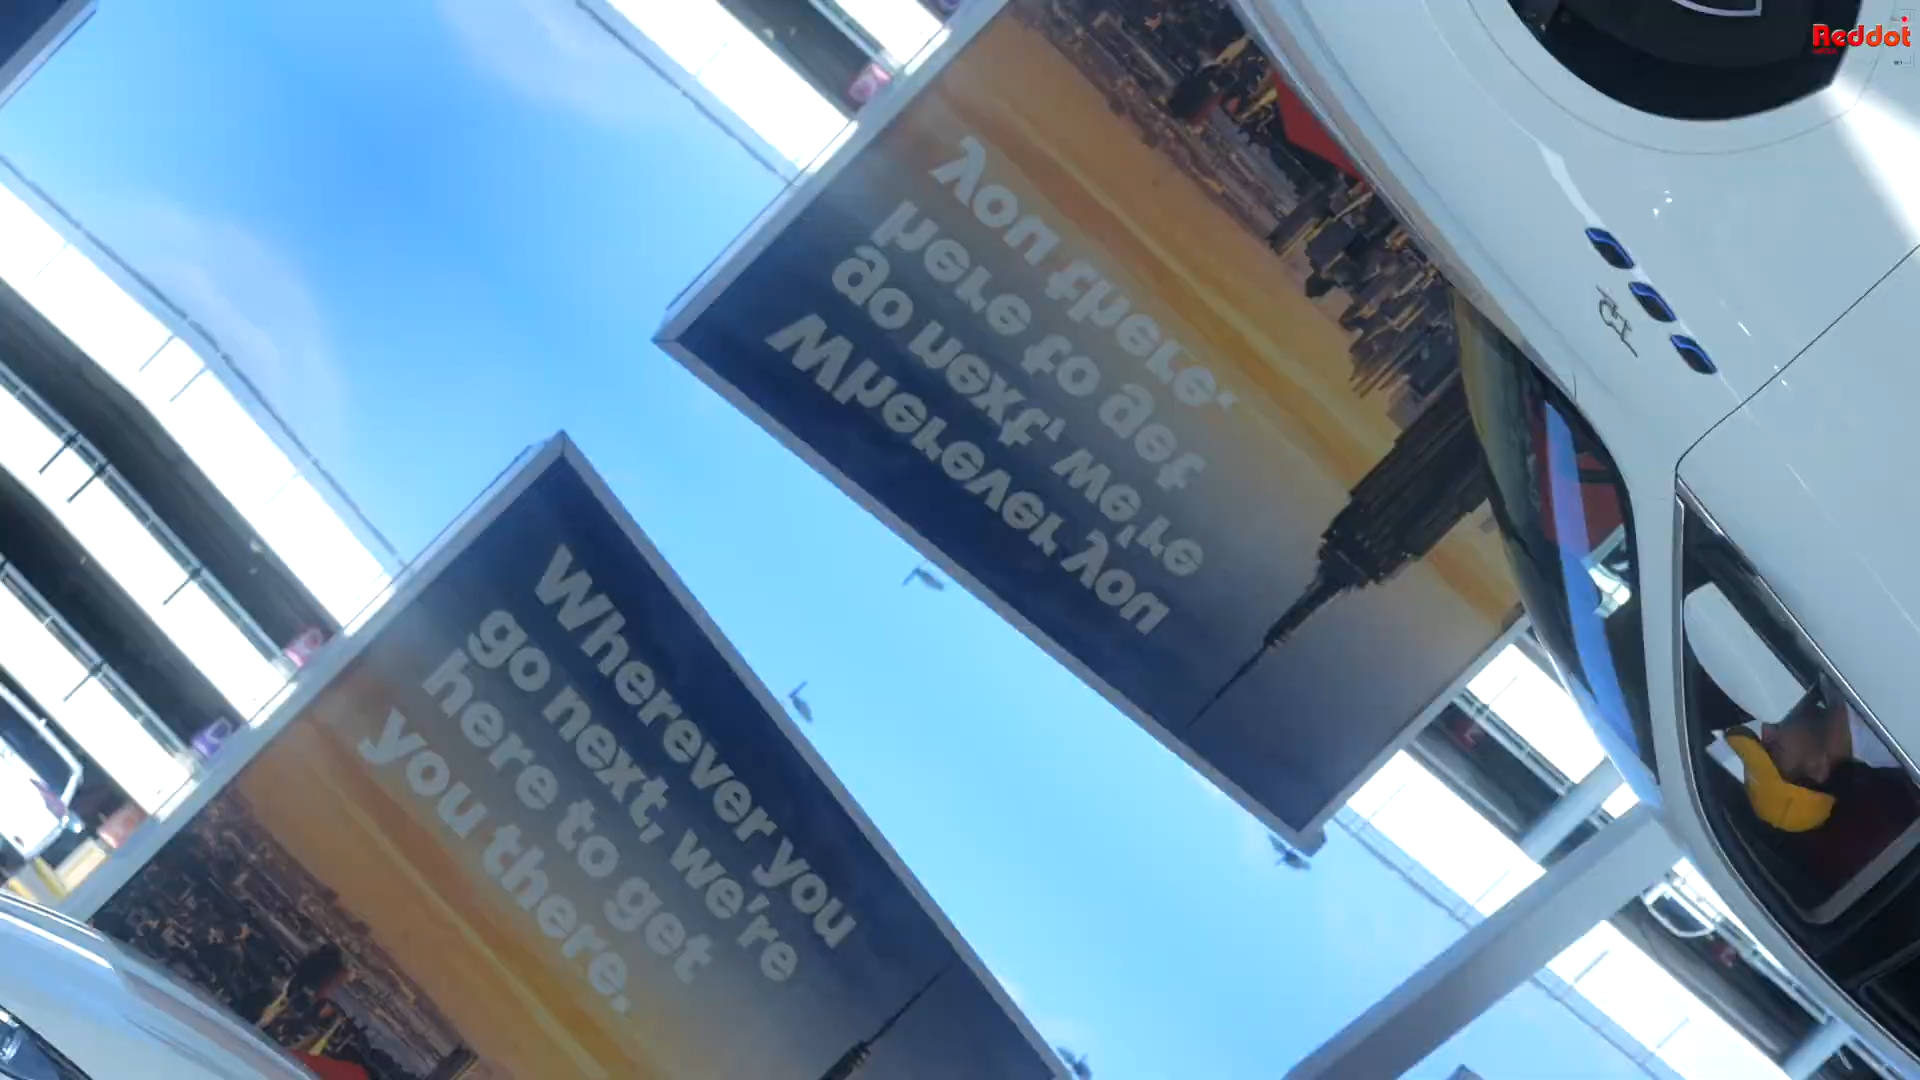 Wherever you
go next, we're
here to get
you there.
Wherever you
go next, we're
here to get
you there.
Reddot